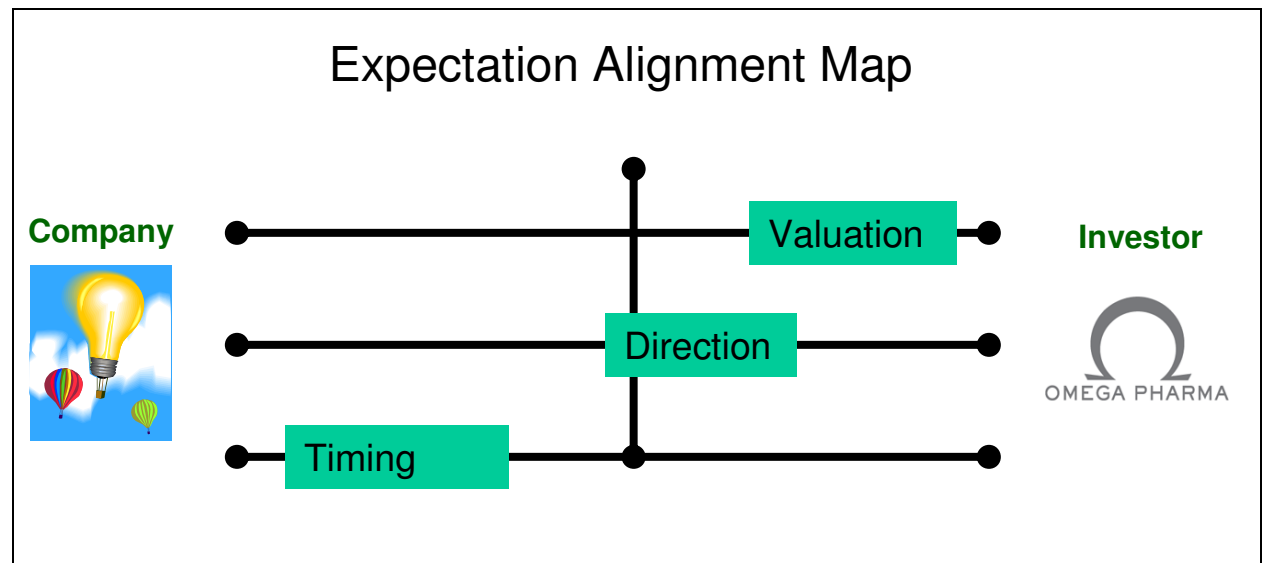 Expectation Alignment Map
Company
Valuation
Investor
Direction
OMEGA PHARMA
Timing